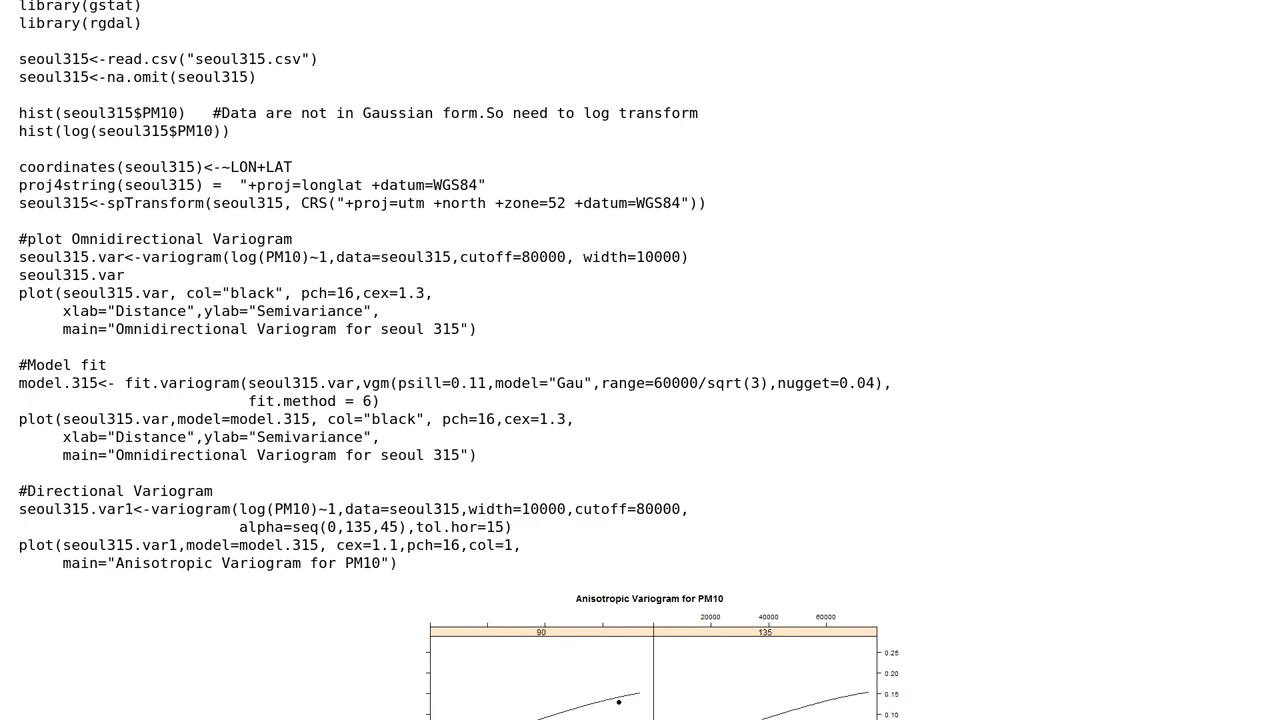 library(gstat)
library(rgdal)
seoul315<-read.csv("seoul315.csv")
seoul315<-na.omit(seoul315)
hist(seoul315$PM10)   #Data are not in Gaussian form.So need to log transform
hist(log(seoul315$PM10))
coordinates(seoul315)<-~LON+LAT
proj4string(seoul315) =  "+proj=longlat +datum=WGS84"
seoul315<-spTransform(seoul315, CRS("+proj=utm +north +zone=52 +datum=WGS84"))
#plot Omnidirectional Variogram
seoul315.var<-variogram(log(PM10)~1,data=seoul315,cutoff=80000, width=10000)
seoul315.var
plot(seoul315.var, col="black", pch=16,cex=1.3,
     xlab="Distance",ylab="Semivariance",
     main="Omnidirectional Variogram for seoul 315")
#Model fit
model.315<- fit.variogram(seoul315.var,vgm(psill=0.11,model="Gau",range=60000/sqrt(3),nugget=0.04),
                          fit.method = 6)
plot(seoul315.var,model=model.315, col="black", pch=16,cex=1.3,
     xlab="Distance",ylab="Semivariance",
     main="Omnidirectional Variogram for seoul 315")
#Directional Variogram
seoul315.var1<-variogram(log(PM10)~1,data=seoul315,width=10000,cutoff=80000,
                         alpha=seq(0,135,45),tol.hor=15)
plot(seoul315.var1,model=model.315, cex=1.1,pch=16,col=1,
     main="Anisotropic Variogram for PM10")
Anisotropic Variogram for PM10
20000 40000 60000
90 135
0.25
0.20
0.15
0.10